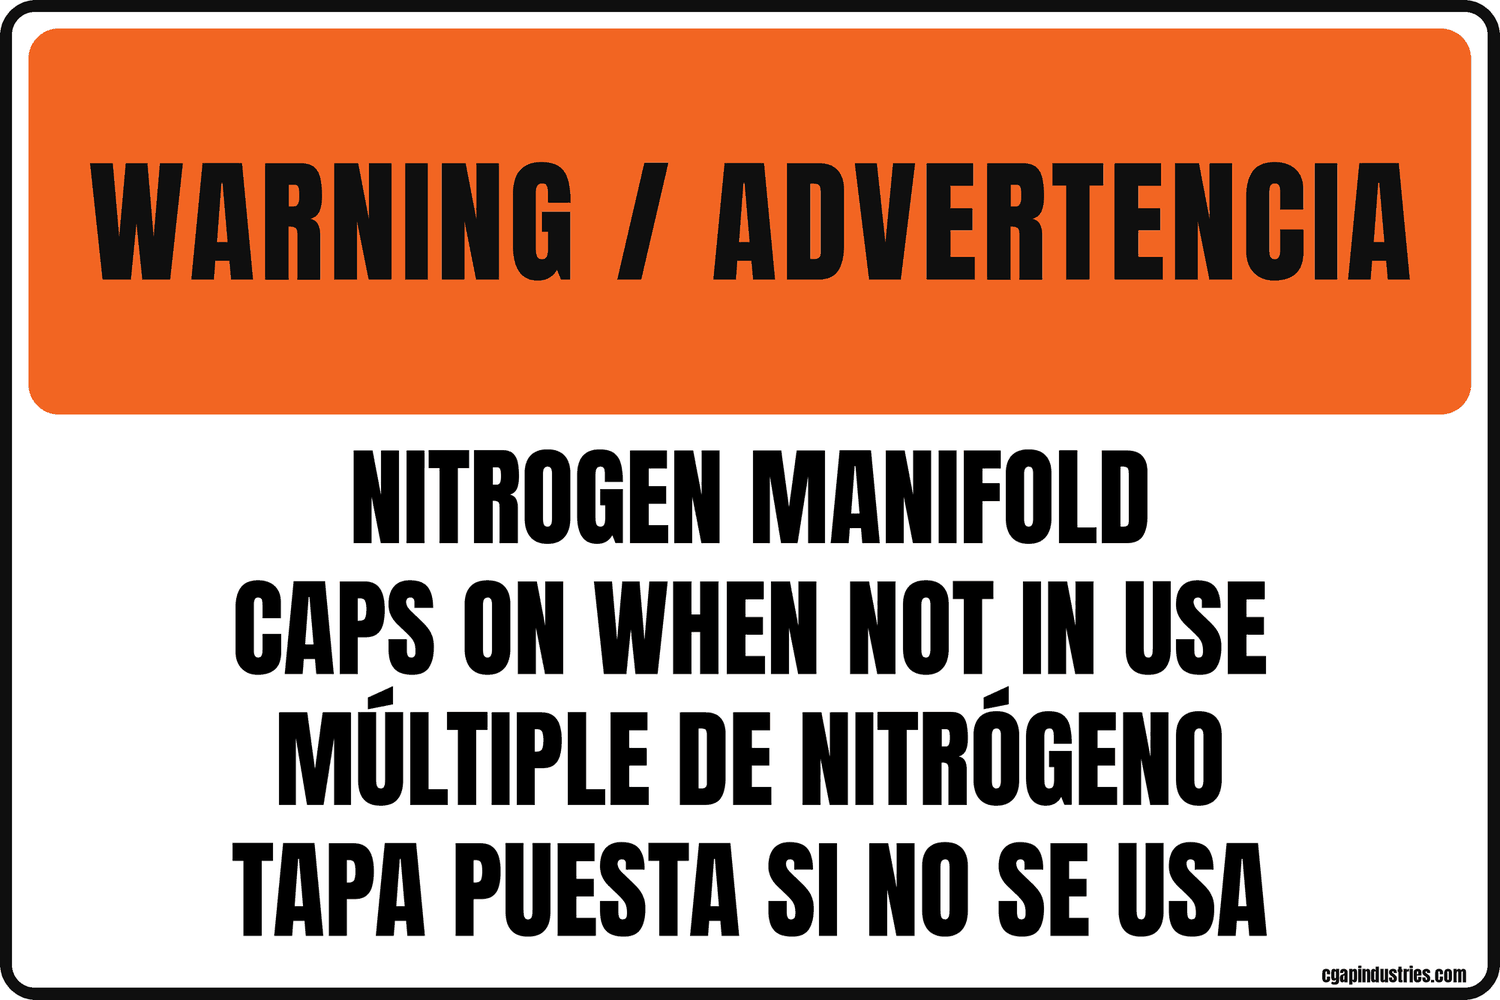 WARNING / ADVERTENCIA
NITROGEN MANIFOLD
CAPS ON WHEN NOT IN USE
MÚLTIPLE DE NITRÓGENO
TAPA PUESTA SI NO SE USA
cgapindustries.com